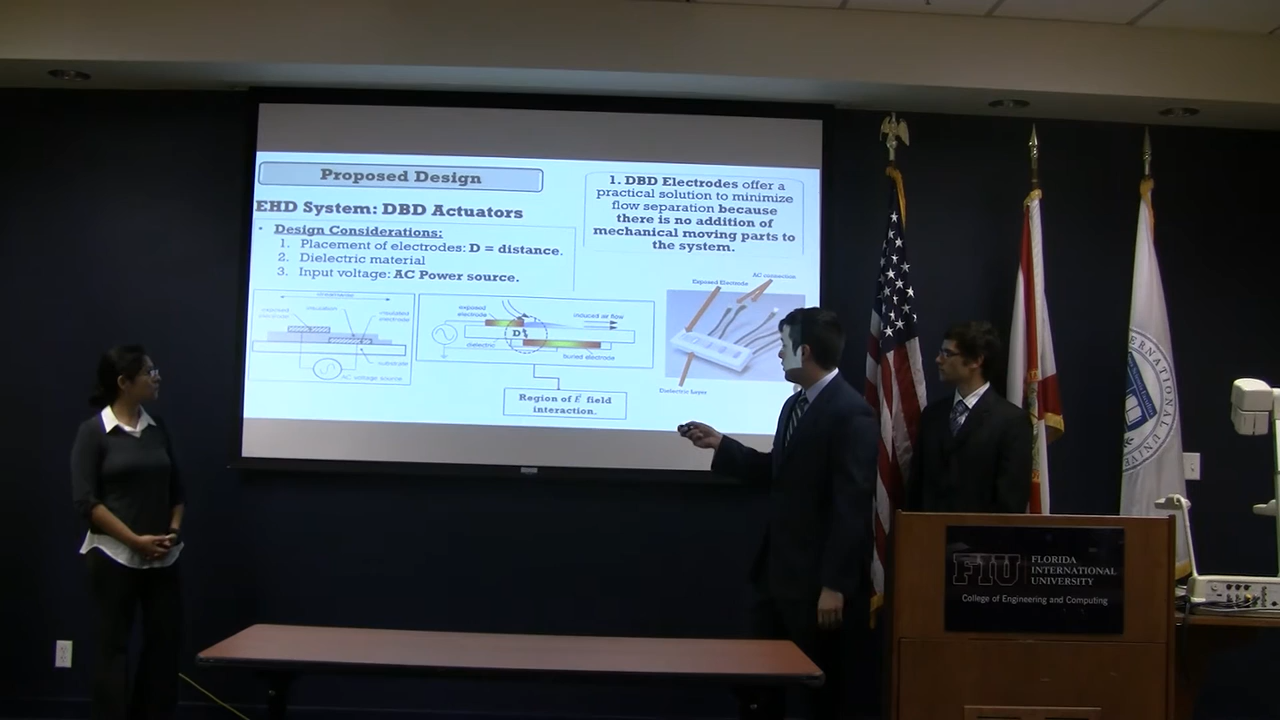 Proposed Design
EHD System: DBD Actuators
• Design Considerations:
1. Placement of electrodes: D = distance.
2. Dielectric material
3. Input voltage: AC Power source.
1. DBD Electrodes offer a
practical solution to minimize
flow separation because
there is no addition of
mechanical moving parts to
the system.
exposed
electrode
insulation
insulated
electrode
substrate
AC voltage source
exposed
electrode
induced air flow
D
dielectric
buried electrode
Region of E⃗ field
interaction.
AC connection
Exposed Electrode
Dielectric Layer
FIU
FLORIDA
INTERNATIONAL
UNIVERSITY
College of Engineering and Computing